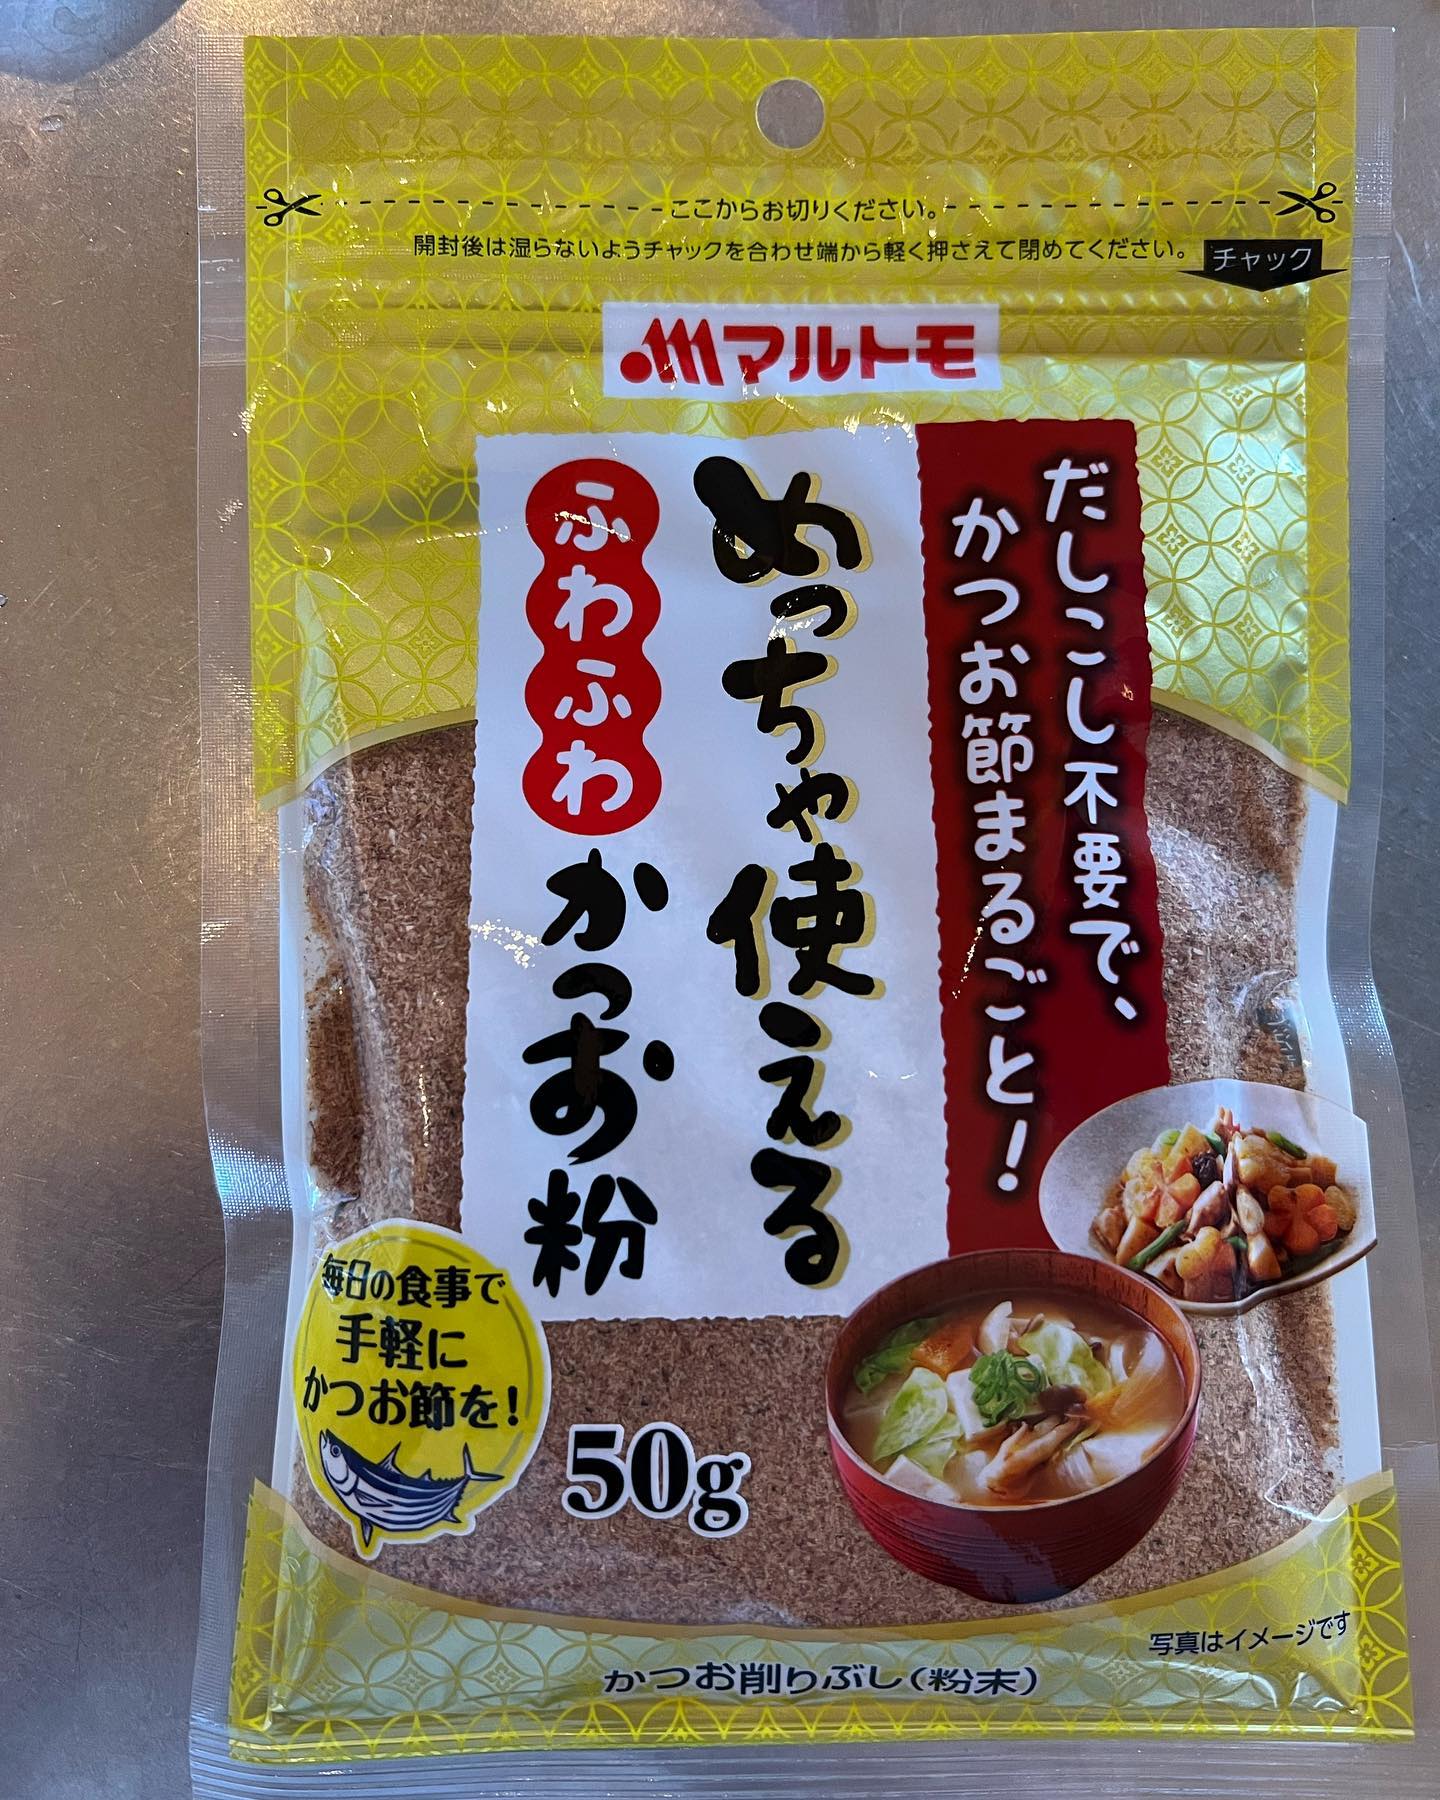 ここからお切りください。
開封後は湿らないようチャックを合わせ端から軽く押さえて閉めてください。
チャック
マルトモ
だしこし不要で、
かつお節まるごと!
めっちゃ使える
ふわふわ
かつお粉
毎日の食事で
手軽に
かつお節を!
50g
写真はイメージです
かつお削りぶし(粉末)